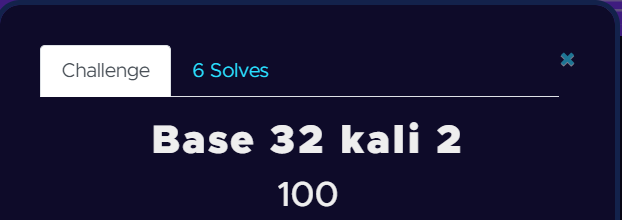 Challenge
6 Solves
✖
Base 32 kali 2
100